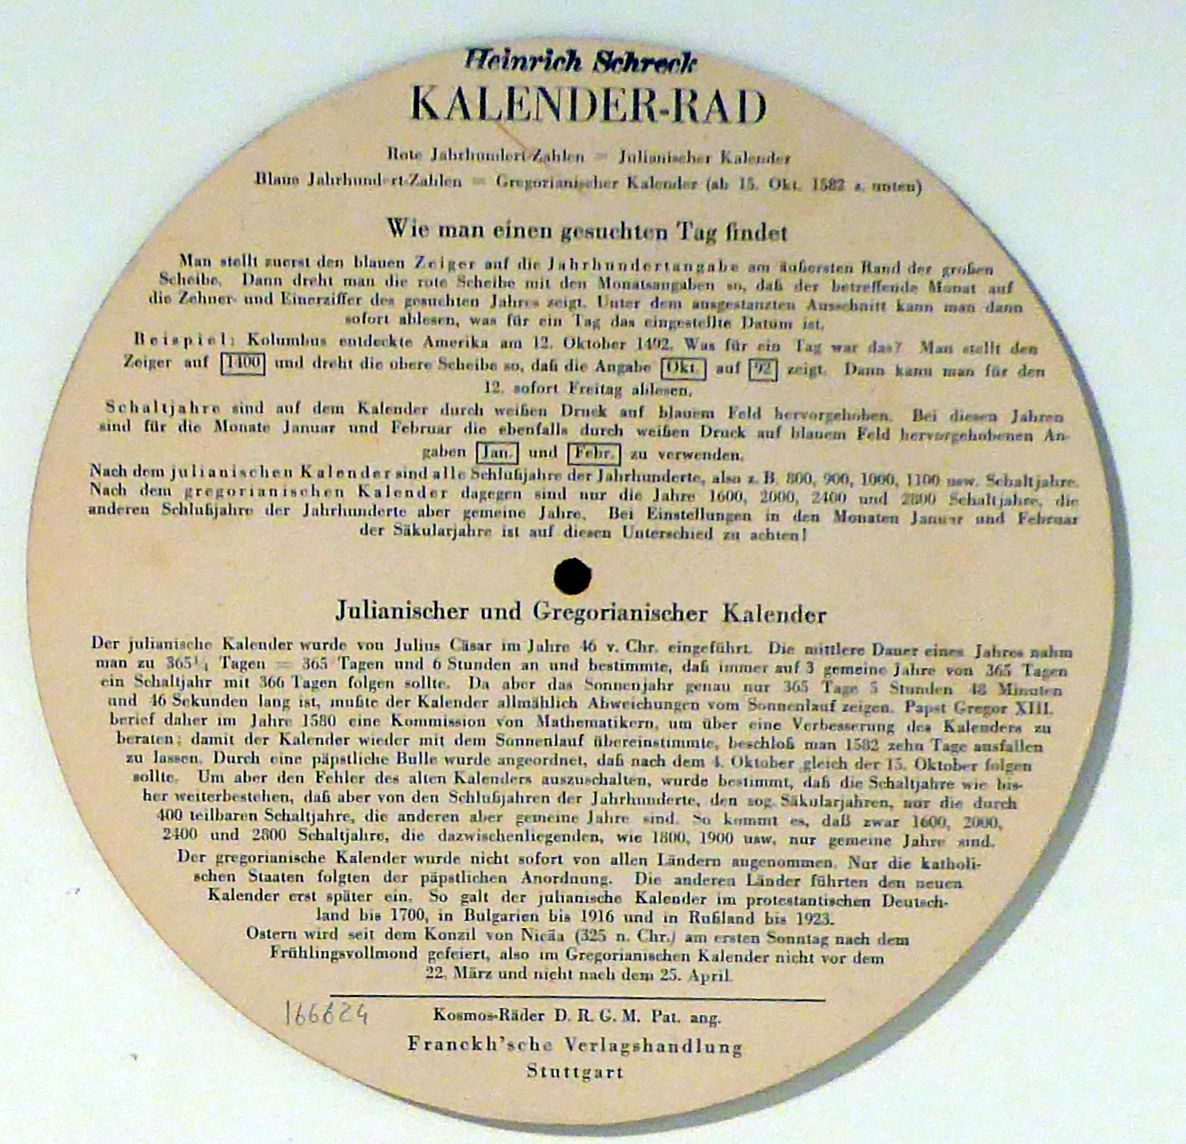 Heinrich Schreck
KALENDER-RAD
Rote Jahrhundert-Zahlen = Julianischer Kalender
Blaue Jahrhundert-Zahlen = Gregorianischer Kalender (ab 15. Okt. 1582 s. unten)
Wie man einen gesuchten Tag findet
Man stellt zuerst den blauen Zeiger auf die Jahrhundertangabe am äußersten Rand der großen
Scheibe. Dann dreht man die rote Scheibe mit den Monatsangaben so, daß der betreffende Monat auf
die Zehner- und Einerziffer des gesuchten Jahres zeigt. Unter dem ausgestanzten Ausschnitt kann man dann
sofort ablesen, was für ein Tag das eingestellte Datum ist.
Beispiel: Kolumbus entdeckte Amerika am 12. Oktober 1492. Was für ein Tag war das? Man stellt den
Zeiger auf 1400 und dreht die obere Scheibe so, daß die Angabe Okt. auf 92 zeigt. Dann kann man für den
12. sofort Freitag ablesen.
Schaltjahre sind auf dem Kalender durch weißen Druck auf blauem Feld hervorgehoben. Bei diesen Jahren
sind für die Monate Januar und Februar die ebenfalls durch weißen Druck auf blauem Feld hervorgehobenen An-
gaben Jan. und Febr. zu verwenden.
Nach dem julianischen Kalender sind alle Schlußjahre der Jahrhunderte, also z. B. 800, 900, 1000, 1100 usw. Schaltjahre.
Nach dem gregorianischen Kalender dagegen sind nur die Jahre 1600, 2000, 2400 und 2800 Schaltjahre, die
anderen Schlußjahre der Jahrhunderte aber gemeine Jahre. Bei Einstellungen in den Monaten Januar und Februar
der Säkularjahre ist auf diesen Unterschied zu achten!
Julianischer und Gregorianischer Kalender
Der julianische Kalender wurde von Julius Cäsar im Jahre 46 v. Chr. eingeführt. Die mittlere Dauer eines Jahres nahm
man zu 365¼ Tagen = 365 Tagen und 6 Stunden an und bestimmte, daß immer auf 3 gemeine Jahre von 365 Tagen
ein Schaltjahr mit 366 Tagen folgen sollte. Da aber das Sonnenjahr genau nur 365 Tage 5 Stunden 48 Minuten
und 46 Sekunden lang ist, mußte der Kalender allmählich Abweichungen vom Sonnenlauf zeigen. Papst Gregor XIII.
berief daher im Jahre 1580 eine Kommission von Mathematikern, um über eine Verbesserung des Kalenders zu
beraten; damit der Kalender wieder mit dem Sonnenlauf übereinstimmte, beschloß man 1582 zehn Tage ausfallen
zu lassen. Durch eine päpstliche Bulle wurde angeordnet, daß nach dem 4. Oktober gleich der 15. Oktober folgen
sollte. Um aber den Fehler des alten Kalenders auszuschalten, wurde bestimmt, daß die Schaltjahre wie bis-
her weiterbestehen, daß aber von den Schlußjahren der Jahrhunderte, den sog. Säkularjahren, nur die durch
400 teilbaren Schaltjahre, die anderen aber gemeine Jahre sind. So kommt es, daß zwar 1600, 2000,
2400 und 2800 Schaltjahre, die dazwischenliegenden, wie 1800, 1900 usw. nur gemeine Jahre sind.
Der gregorianische Kalender wurde nicht sofort von allen Ländern angenommen. Nur die katholi-
schen Staaten folgten der päpstlichen Anordnung. Die anderen Länder führten den neuen
Kalender erst später ein. So galt der julianische Kalender im protestantischen Deutsch-
land bis 1700, in Bulgarien bis 1916 und in Rußland bis 1923.
Ostern wird seit dem Konzil von Nicäa (325 n. Chr.) am ersten Sonntag nach dem
Frühlingsvollmond gefeiert, also im Gregorianischen Kalender nicht vor dem
22. März und nicht nach dem 25. April.
166624
Kosmos-Räder D. R. G. M. Pat. ang.
Franckh'sche Verlagshandlung
Stuttgart